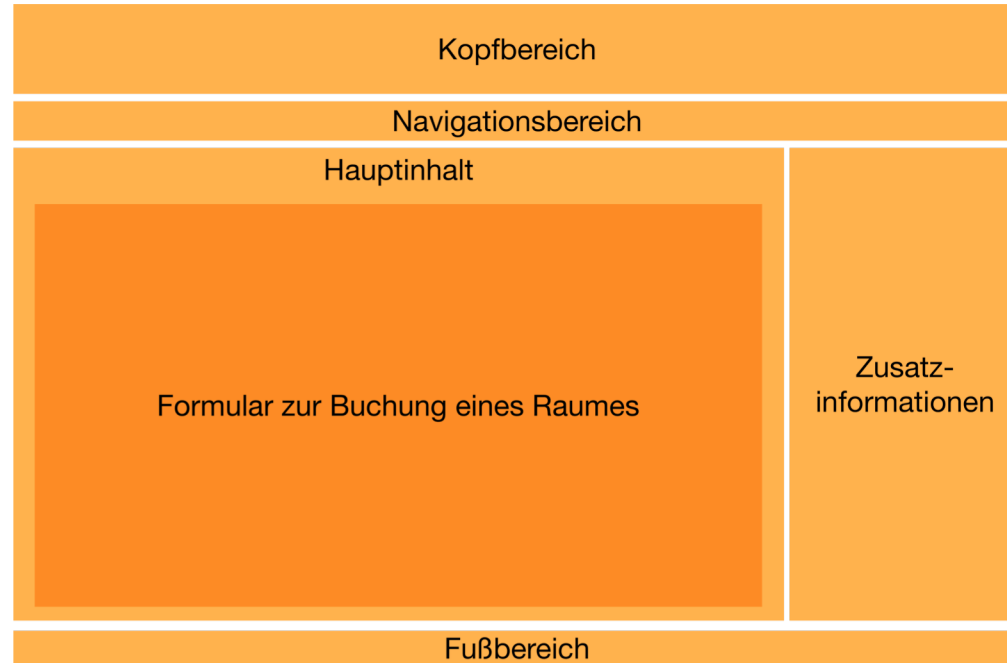 Kopfbereich
Navigationsbereich
Hauptinhalt
Formular zur Buchung eines Raumes
Zusatz-
informationen
Fußbereich